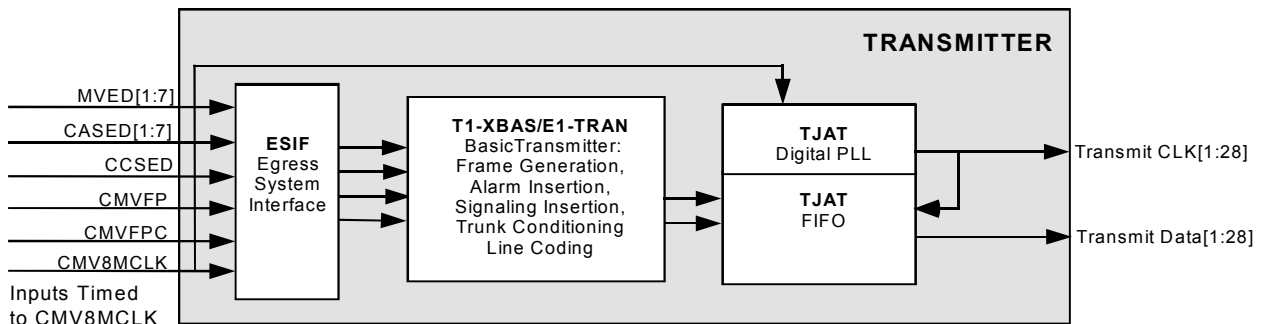 TRANSMITTER
MVED[1:7]
CASED[1:7]
CCSED
CMVFP
CMVFPC
CMV8MCLK
Inputs Timed
to CMV8MCLK
ESIF
Egress
System
Interface
T1-XBAS/E1-TRAN
BasicTransmitter:
Frame Generation,
Alarm Insertion,
Signaling Insertion,
Trunk Conditioning
Line Coding
TJAT
Digital PLL
TJAT
FIFO
Transmit CLK[1:28]
Transmit Data[1:28]